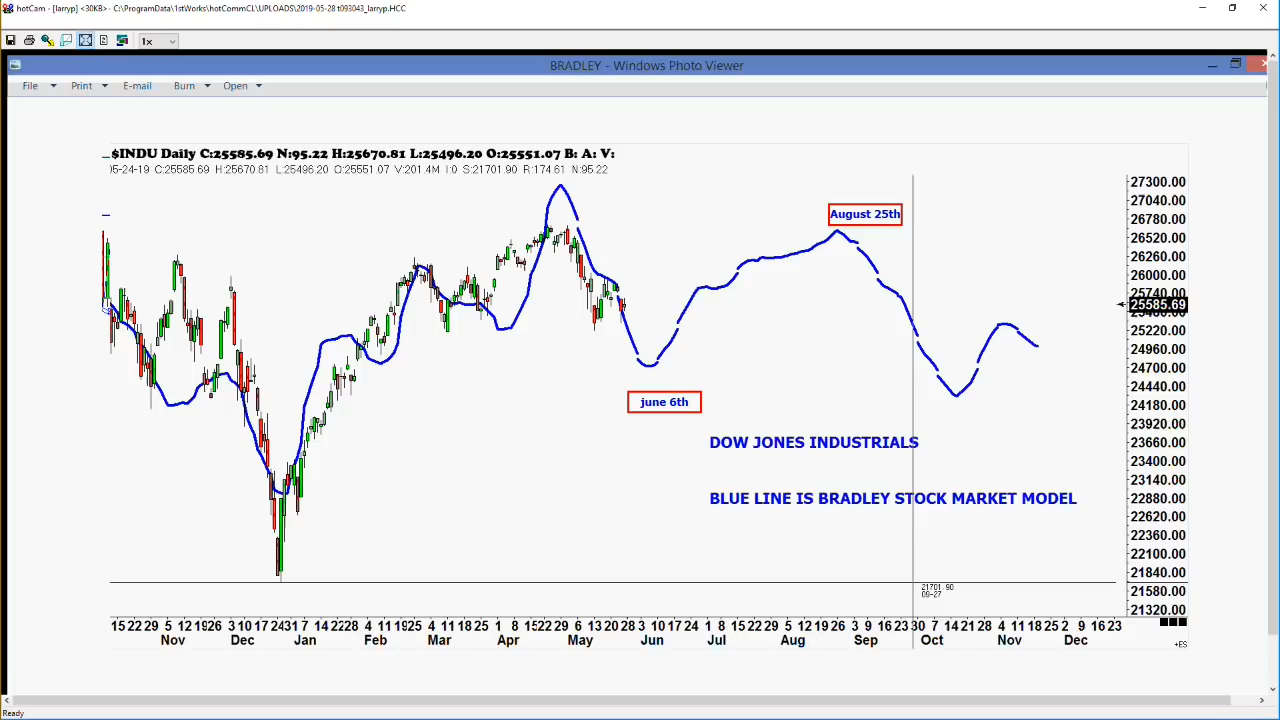 hotCam - [larryp] <30KB> - C:\ProgramData\1stWorks\hotCommCL\UPLOADS\2019-05-28 t093043_larryp.HCC
1x
BRADLEY - Windows Photo Viewer
File Print E-mail Burn Open
$INDU Daily C:25585.69 N:95.22 H:25670.81 L:25496.20 O:25551.07 B: A: V:
05-24-19 C:25585.69 H:25670.81 L:25496.20 O:25551.07 V:201.4M I:0 S:21701.90 R:174.61 N:95.22
27300.00
27040.00
August 25th
26780.00
26520.00
26260.00
26000.00
25740.00
25585.69
25480.00
25220.00
24960.00
24700.00
24440.00
june 6th
24180.00
23920.00
DOW JONES INDUSTRIALS
23660.00
23400.00
23140.00
BLUE LINE IS BRADLEY STOCK MARKET MODEL
22880.00
22620.00
22360.00
22100.00
21840.00
21701.90
09-27
21580.00
21320.00
15 22 29 5 12 19 26 3 10 17 24 31 7 14 22 28 4 11 19 25 4 11 18 25 1 8 15 22 29 6 13 20 28 3 10 17 24 1 8 15 22 29 5 12 19 26 3 9 16 23 30 7 14 21 28 4 11 18 25 2 9 16 23
Nov Dec Jan Feb Mar Apr May Jun Jul Aug Sep Oct Nov Dec
+ES
Ready